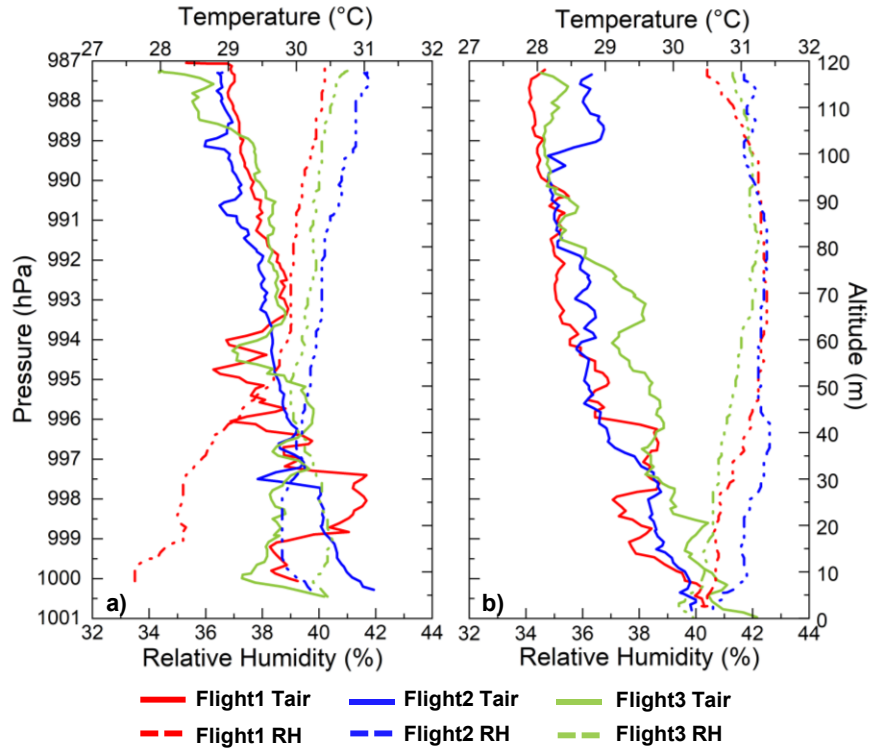 Temperature (°C)
Temperature (°C)
27 28 29 30 31 32
27 28 29 30 31 32
Pressure (hPa)
987
988
989
990
991
992
993
994
995
996
997
998
999
1000
1001
120
100
90
80
70
60
50
40
30
20
10
0
Altitude (m)
a)
b)
32 34 36 38 40 42 44
32 34 36 38 40 42 44
Relative Humidity (%)
Relative Humidity (%)
Flight1 Tair
Flight2 Tair
Flight3 Tair
Flight1 RH
Flight2 RH
Flight3 RH